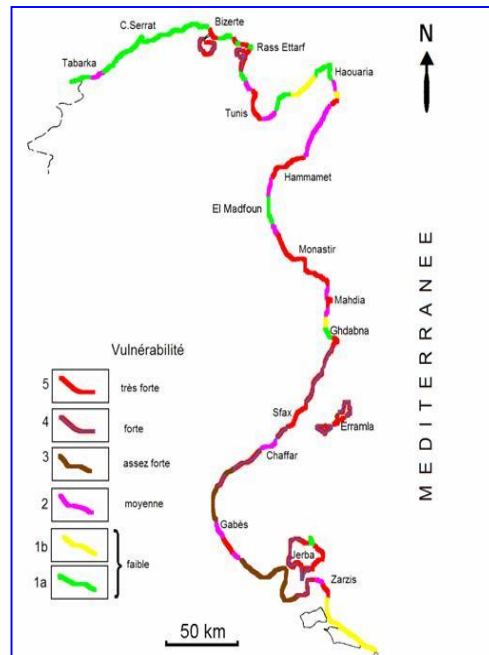 C.Serrat
Bizerte
Rass Ettarf
Tabarka
Haouaria
Tunis
N
Hammamet
El Madfoun
Monastir
Mahdia
Ghdabna
MEDITERRANEE
Vulnérabilité
5 très forte
4 forte
3 assez forte
2 moyenne
1b
faible
1a
Sfax
Erramla
Chaffar
Gabès
Jerba
Zarzis
50 km